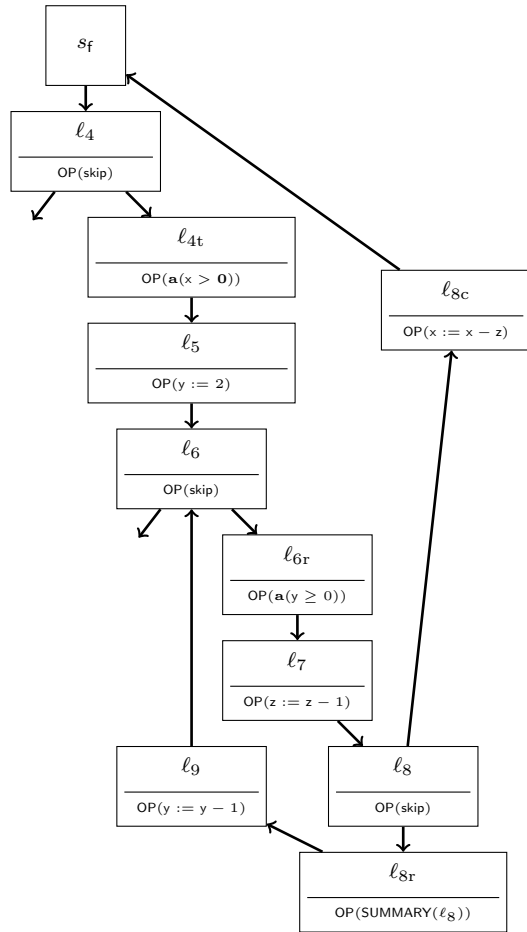 s_f
ℓ_4
OP(skip)
ℓ_4t
OP(a(x > 0))
ℓ_8c
OP(x := x − z)
ℓ_5
OP(y := 2)
ℓ_6
OP(skip)
ℓ_6r
OP(a(y ≥ 0))
ℓ_7
OP(z := z − 1)
ℓ_9
OP(y := y − 1)
ℓ_8
OP(skip)
ℓ_8r
OP(SUMMARY(ℓ_8))